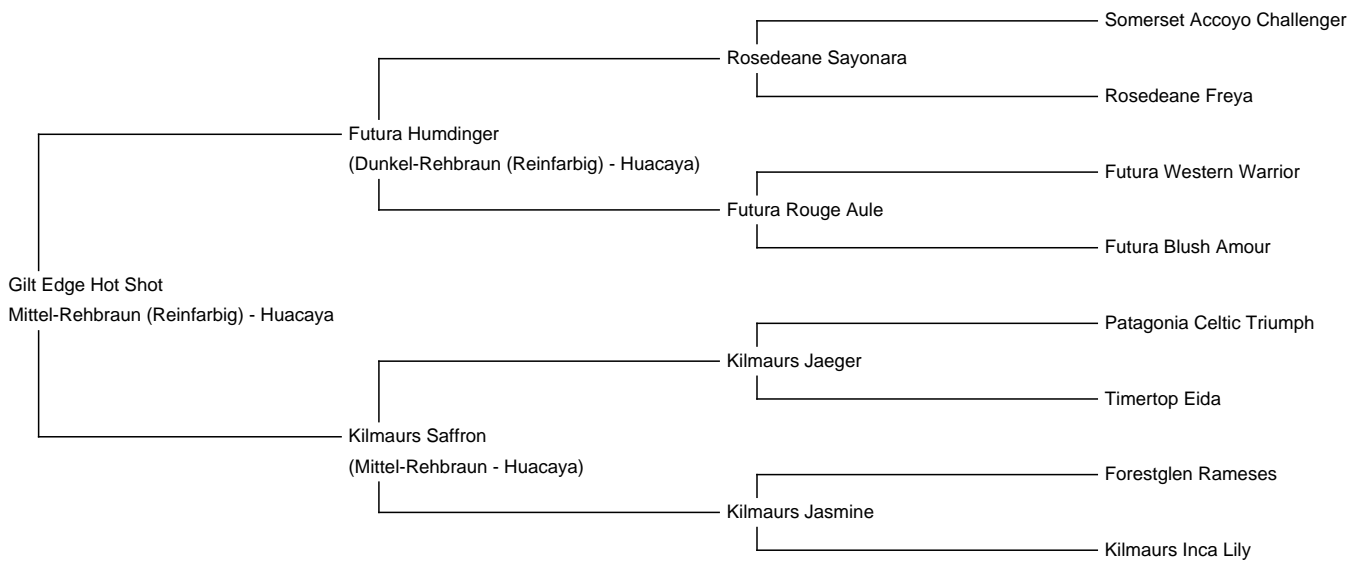 Somerset Accoyo Challenger
Rosedeane Sayonara
Rosedeane Freya
Futura Humdinger
(Dunkel-Rehbraun (Reinfarbig) - Huacaya)
Futura Western Warrior
Futura Rouge Aule
Futura Blush Amour
Gilt Edge Hot Shot
Mittel-Rehbraun (Reinfarbig) - Huacaya
Patagonia Celtic Triumph
Kilmaurs Jaeger
Timertop Eida
Kilmaurs Saffron
(Mittel-Rehbraun - Huacaya)
Forestglen Rameses
Kilmaurs Jasmine
Kilmaurs Inca Lily